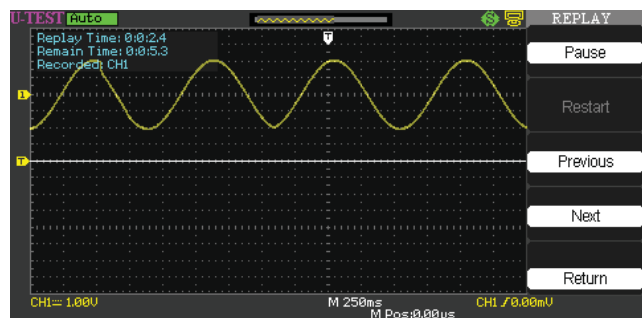 U-TEST Auto REPLAY
Replay Time: 0:0:2.4
Remain Time: 0:0:5.3
Recorded: CH1
T
Pause
1
Restart
T
Previous
Next
Return
CH1 1.00V M 250ms CH1 / 0.00mV
M Pos:0.00us